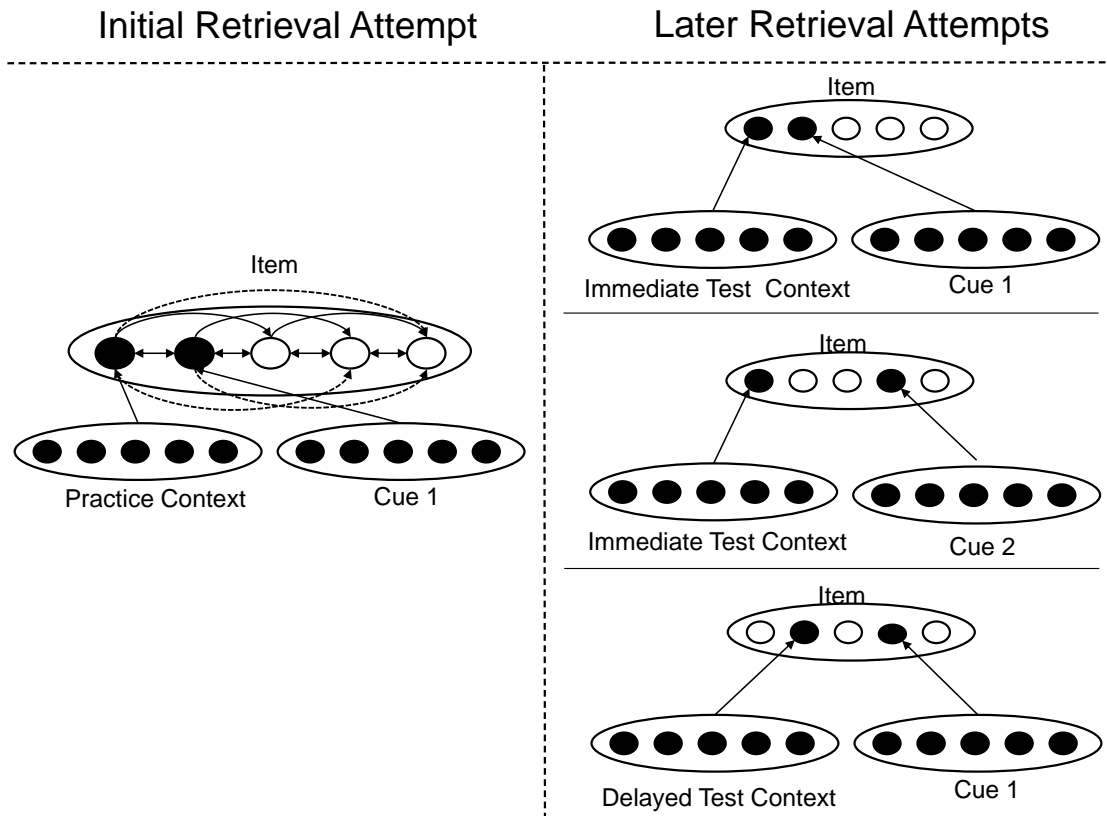 Initial Retrieval Attempt
Later Retrieval Attempts
Item
Practice Context
Cue 1
Item
Immediate Test Context
Cue 1
Item
Immediate Test Context
Cue 2
Item
Delayed Test Context
Cue 1